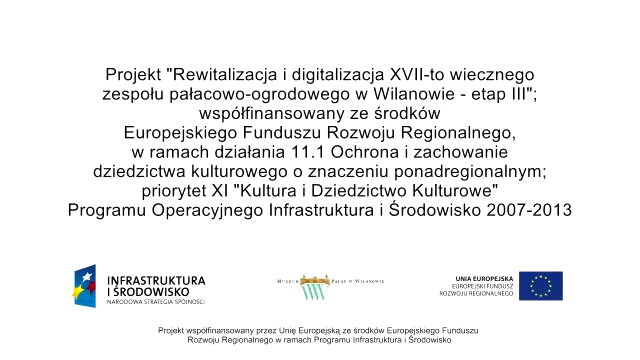 Projekt "Rewitalizacja i digitalizacja XVII-to wiecznego
zespołu pałacowo-ogrodowego w Wilanowie - etap III";
współfinansowany ze środków
Europejskiego Funduszu Rozwoju Regionalnego,
w ramach działania 11.1 Ochrona i zachowanie
dziedzictwa kulturowego o znaczeniu ponadregionalnym;
priorytet XI "Kultura i Dziedzictwo Kulturowe"
Programu Operacyjnego Infrastruktura i Środowisko 2007-2013
INFRASTRUKTURA
I ŚRODOWISKO
NARODOWA STRATEGIA SPÓJNOŚCI
MUZEUM PAŁAC W WILANOWIE
UNIA EUROPEJSKA
EUROPEJSKI FUNDUSZ
ROZWOJU REGIONALNEGO
Projekt współfinansowany przez Unię Europejską ze środków Europejskiego Funduszu
Rozwoju Regionalnego w ramach Programu Infrastruktura i Środowisko